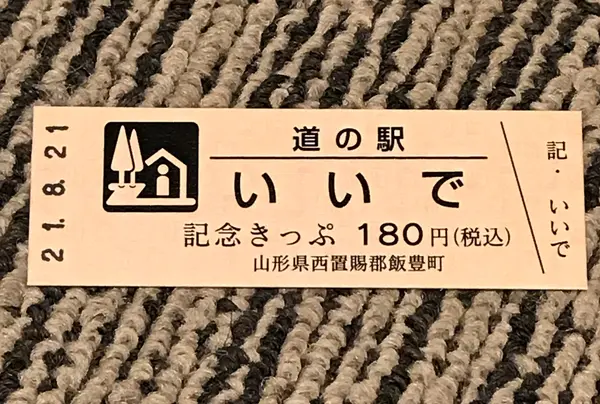 21.8.21
道の駅
いいで
記念きっぷ 180円(税込)
山形県西置賜郡飯豊町
記・いいで